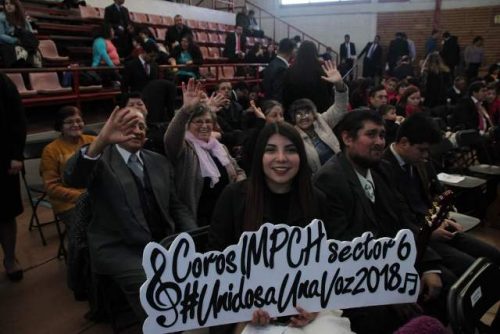 Coros IMPCH sector 6
#UnidosaUnaVoz2018